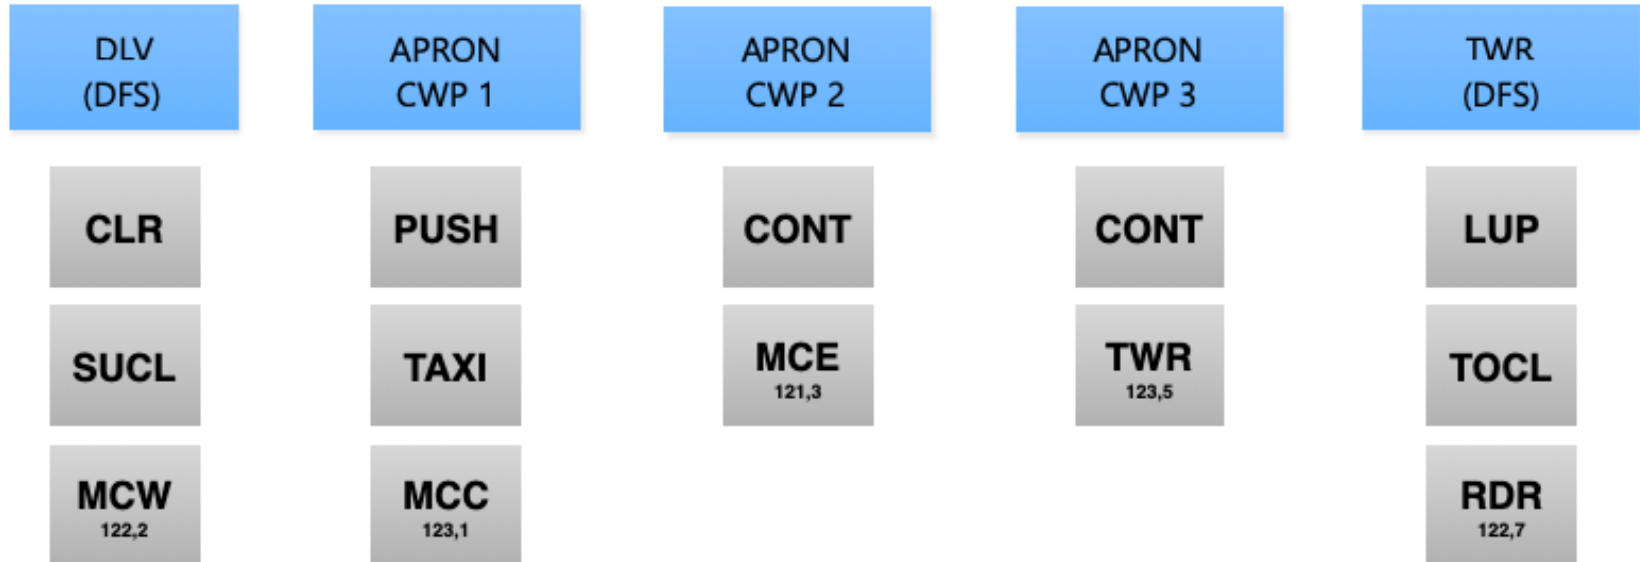 DLV
(DFS)
APRON
CWP 1
APRON
CWP 2
APRON
CWP 3
TWR
(DFS)
CLR
PUSH
CONT
CONT
LUP
SUCL
TAXI
MCE
121,3
TWR
123,5
TOCL
MCW
122,2
MCC
123,1
RDR
122,7